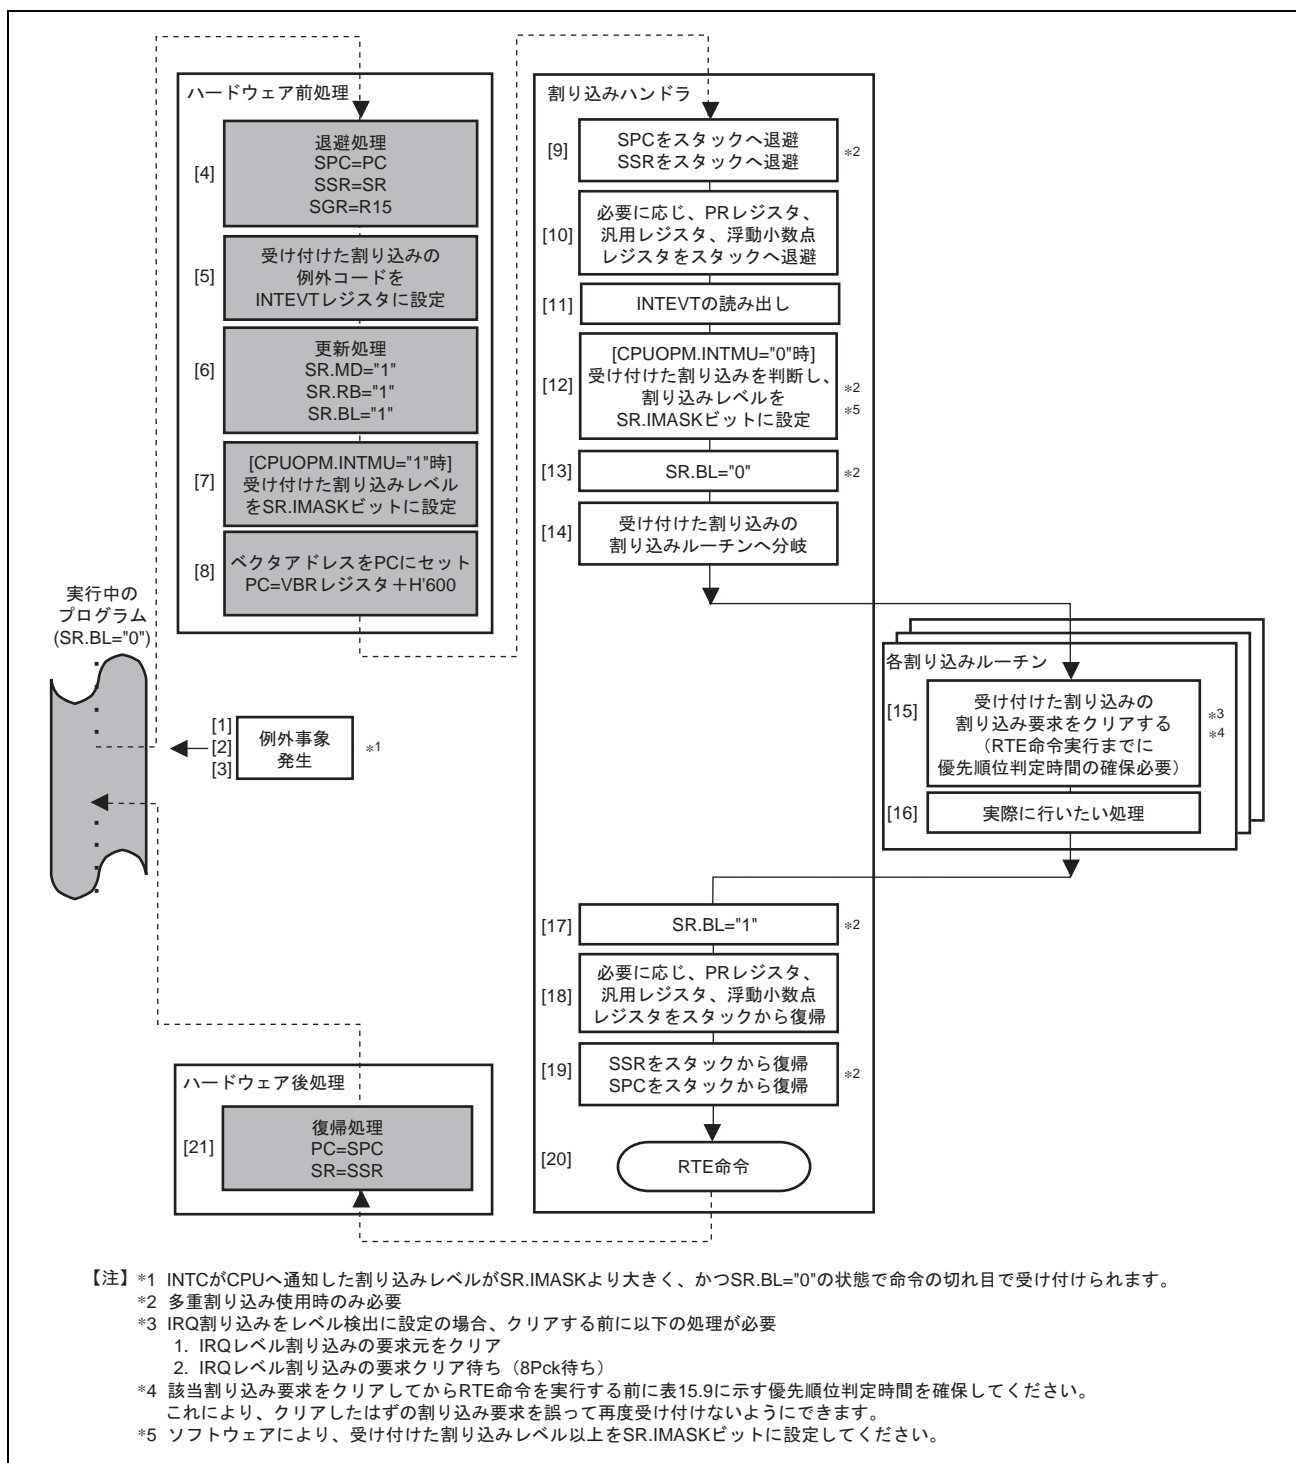 ハードウェア前処理
[4]
退避処理
SPC=PC
SSR=SR
SGR=R15
[5]
受け付けた割り込みの
例外コードを
INTEVTレジスタに設定
[6]
更新処理
SR.MD="1"
SR.RB="1"
SR.BL="1"
[7]
[CPUOPM.INTMU="1"時]
受け付けた割り込みレベル
をSR.IMASKビットに設定
[8]
ベクタアドレスをPCにセット
PC=VBRレジスタ＋H'600
実行中の
プログラム
(SR.BL="0")
[1]
[2]
[3]
例外事象
発生
*1
割り込みハンドラ
[9]
SPCをスタックへ退避
SSRをスタックへ退避
*2
[10]
必要に応じ、PRレジスタ、
汎用レジスタ、浮動小数点
レジスタをスタックへ退避
[11]
INTEVTの読み出し
[12]
[CPUOPM.INTMU="0"時]
受け付けた割り込みを判断し、
割り込みレベルを
SR.IMASKビットに設定
*2
*5
[13]
SR.BL="0"
*2
[14]
受け付けた割り込みの
割り込みルーチンへ分岐
各割り込みルーチン
[15]
受け付けた割り込みの
割り込み要求をクリアする
（RTE命令実行までに
優先順位判定時間の確保必要）
*3
*4
[16]
実際に行いたい処理
[17]
SR.BL="1"
*2
[18]
必要に応じ、PRレジスタ、
汎用レジスタ、浮動小数点
レジスタをスタックから復帰
[19]
SSRをスタックから復帰
SPCをスタックから復帰
*2
[20]
RTE命令
ハードウェア後処理
[21]
復帰処理
PC=SPC
SR=SSR
【注】*1 INTCがCPUへ通知した割り込みレベルがSR.IMASKより大きく、かつSR.BL="0"の状態で命令の切れ目で受け付けられます。
*2 多重割り込み使用時のみ必要
*3 IRQ割り込みをレベル検出に設定の場合、クリアする前に以下の処理が必要
1. IRQレベル割り込みの要求元をクリア
2. IRQレベル割り込みの要求クリア待ち（8Pck待ち）
*4 該当割り込み要求をクリアしてからRTE命令を実行する前に表15.9に示す優先順位判定時間を確保してください。
これにより、クリアしたはずの割り込み要求を誤って再度受け付けないようにできます。
*5 ソフトウェアにより、受け付けた割り込みレベル以上をSR.IMASKビットに設定してください。